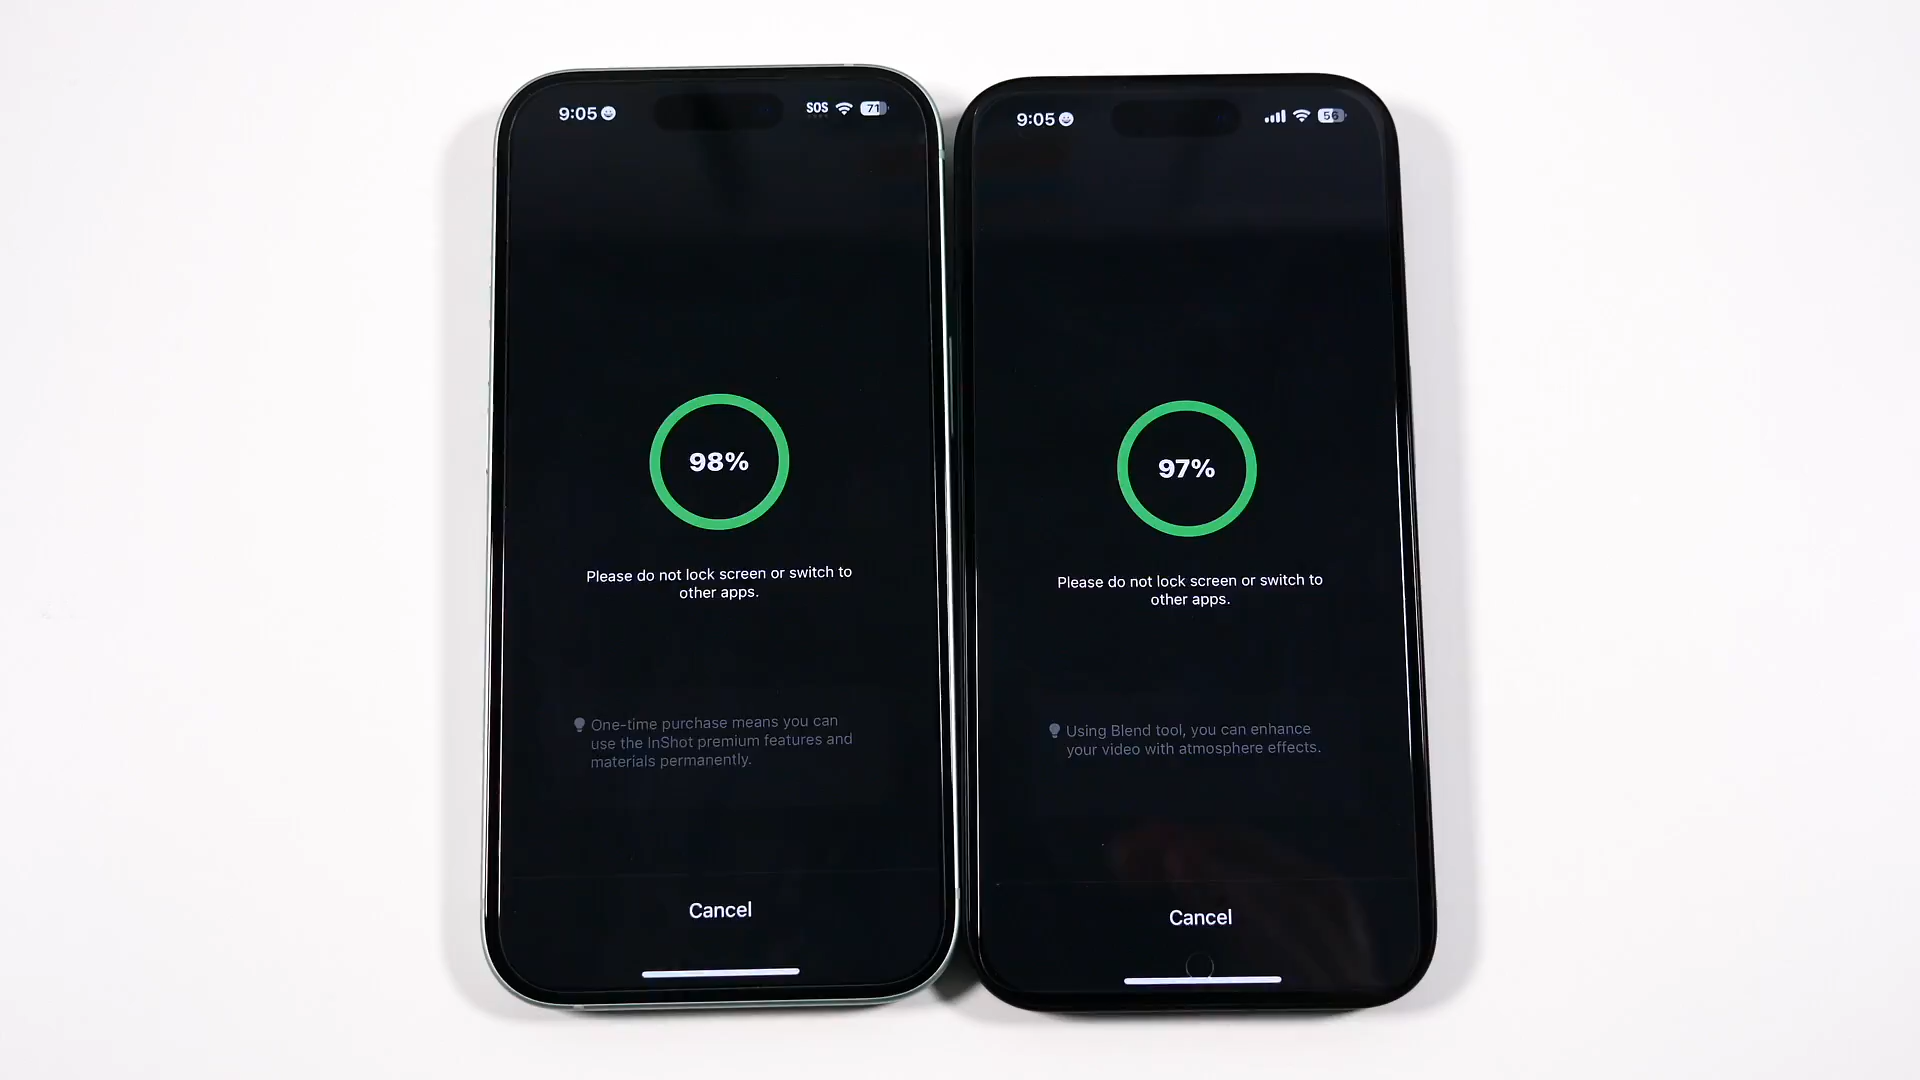 9:05
SOS 71
98%
Please do not lock screen or switch to
other apps.
One-time purchase means you can
use the InShot premium features and
materials permanently.
Cancel
9:05
56
97%
Please do not lock screen or switch to
other apps.
Using Blend tool, you can enhance
your video with atmosphere effects.
Cancel